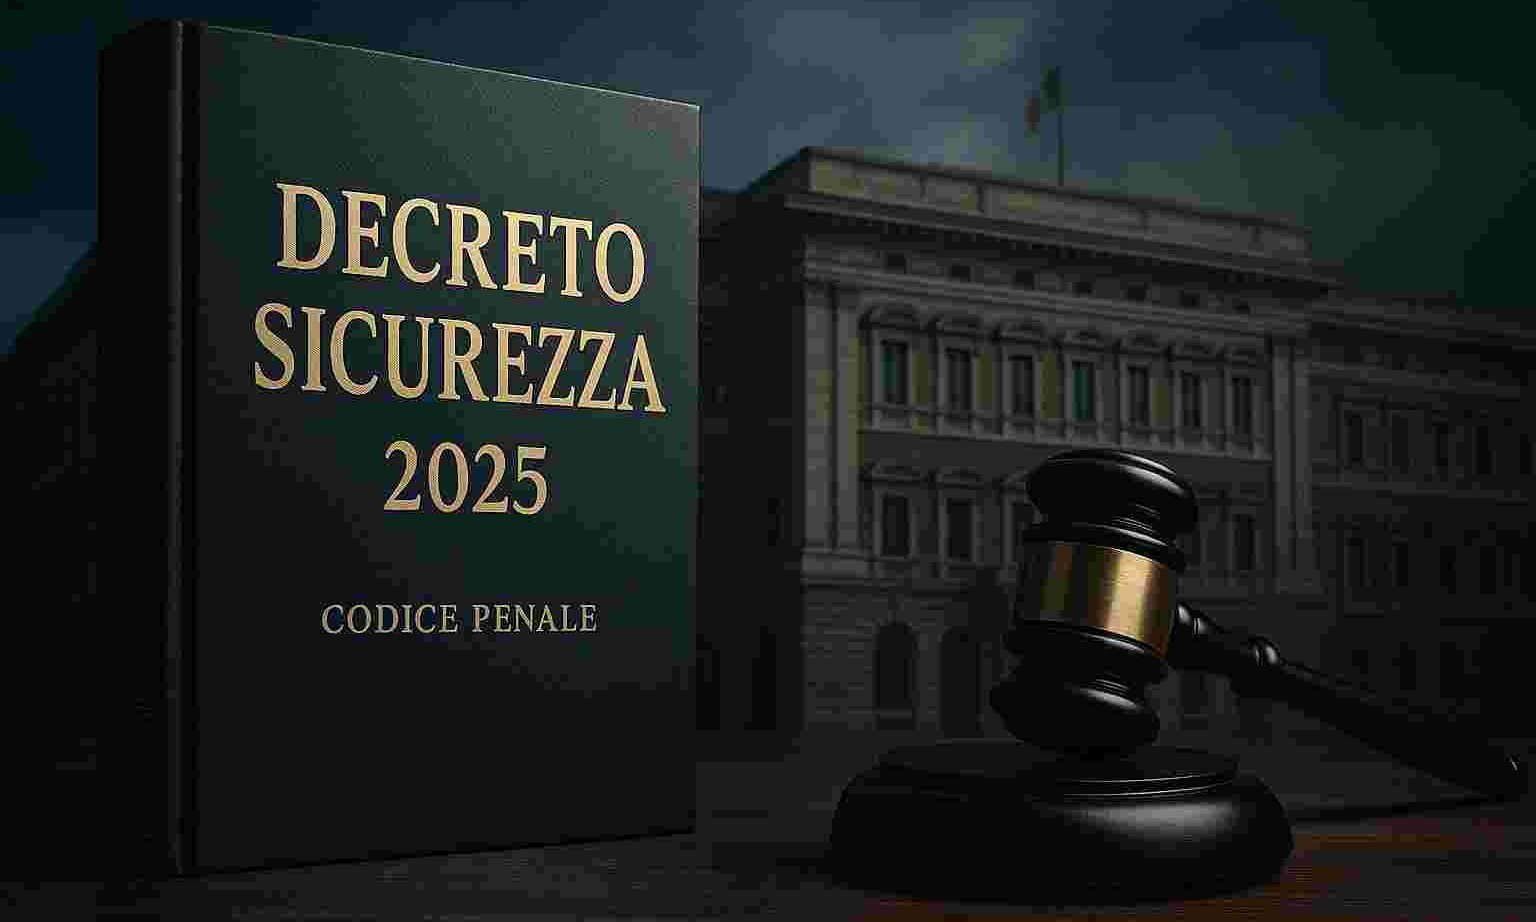 DECRETO
SICUREZZA
2025
CODICE PENALE